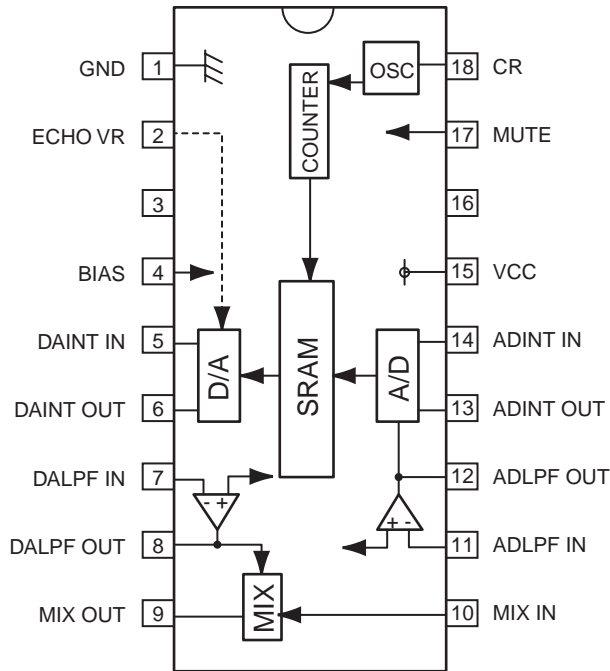 GND 1
ECHO VR 2
3
BIAS 4
DAINT IN 5
DAINT OUT 6
DALPF IN 7
DALPF OUT 8
MIX OUT 9
OSC
COUNTER
D/A
SRAM
A/D
- +
+ -
MIX
18 CR
17 MUTE
16
15 VCC
14 ADINT IN
13 ADINT OUT
12 ADLPF OUT
11 ADLPF IN
10 MIX IN